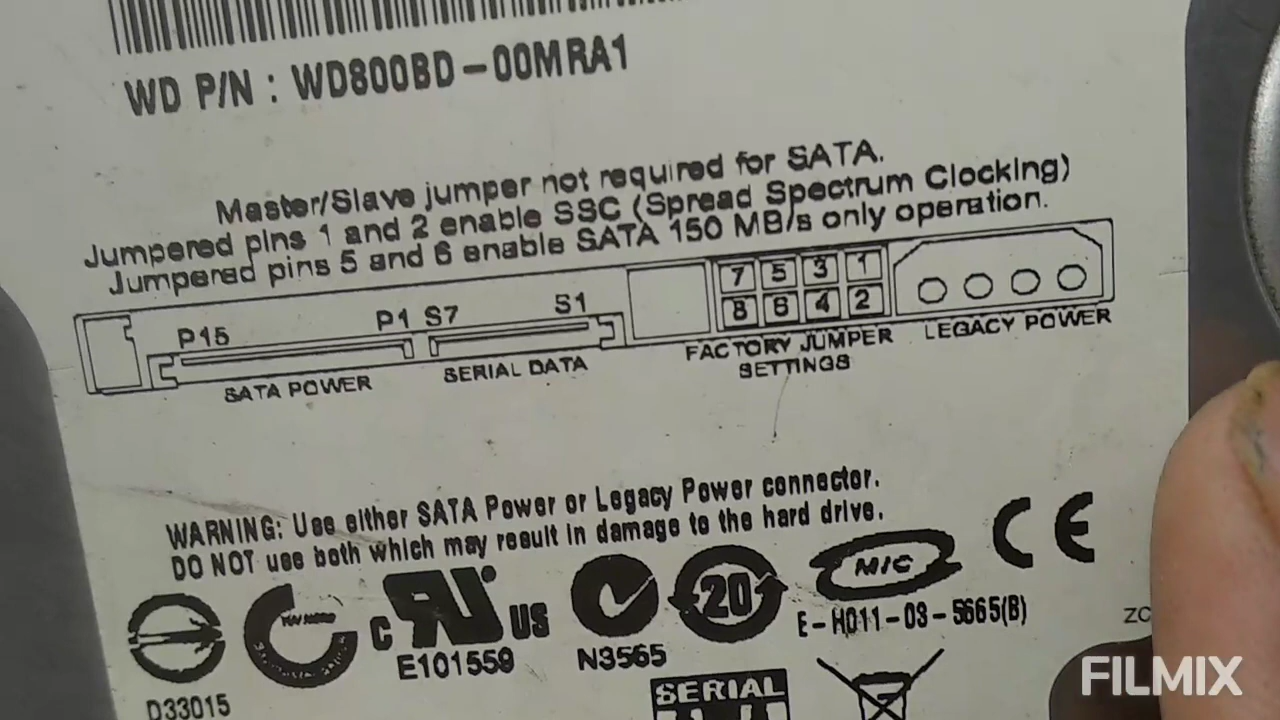 WD P/N : WD800BD-00MRA1
Master/Slave jumper not required for SATA.
Jumpered pins 1 and 2 enable SSC (Spread Spectrum Clocking)
Jumpered pins 5 and 6 enable SATA 150 MB/s only operation.
7 5 3 1
8 6 4 2
P15 P1 S7 S1
SATA POWER SERIAL DATA FACTORY JUMPER SETTINGS LEGACY POWER
WARNING: Use either SATA Power or Legacy Power connector.
DO NOT use both which may result in damage to the hard drive.
C RU US 20 MIC CE
E101559 N3565 E-H011-03-5665(B)
D33015
ZC
SERIAL
FILMIX